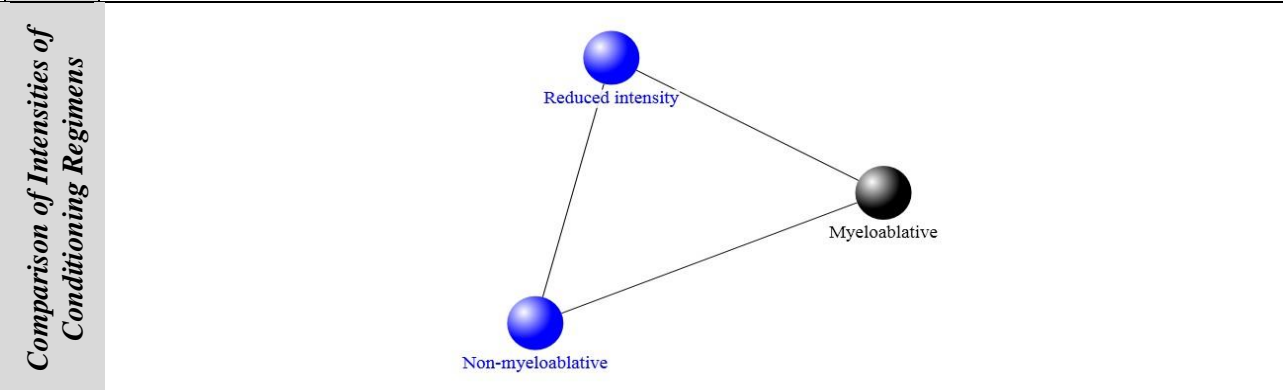 Comparison of Intensities of
Conditioning Regimens
Reduced intensity
Myeloablative
Non-myeloablative